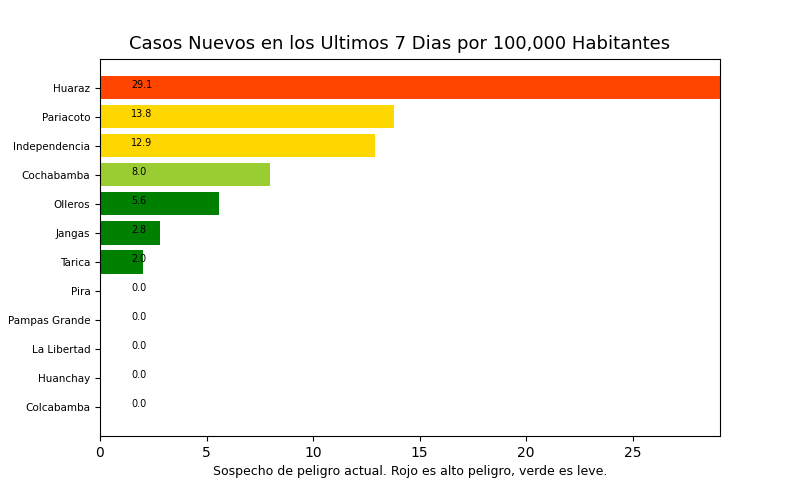 Casos Nuevos en los Ultimos 7 Dias por 100,000 Habitantes
Huaraz 29.1
Pariacoto 13.8
Independencia 12.9
Cochabamba 8.0
Olleros 5.6
Jangas 2.8
Tarica 2.0
Pira 0.0
Pampas Grande 0.0
La Libertad 0.0
Huanchay 0.0
Colcabamba 0.0
0 5 10 15 20 25
Sospecho de peligro actual. Rojo es alto peligro, verde es leve.